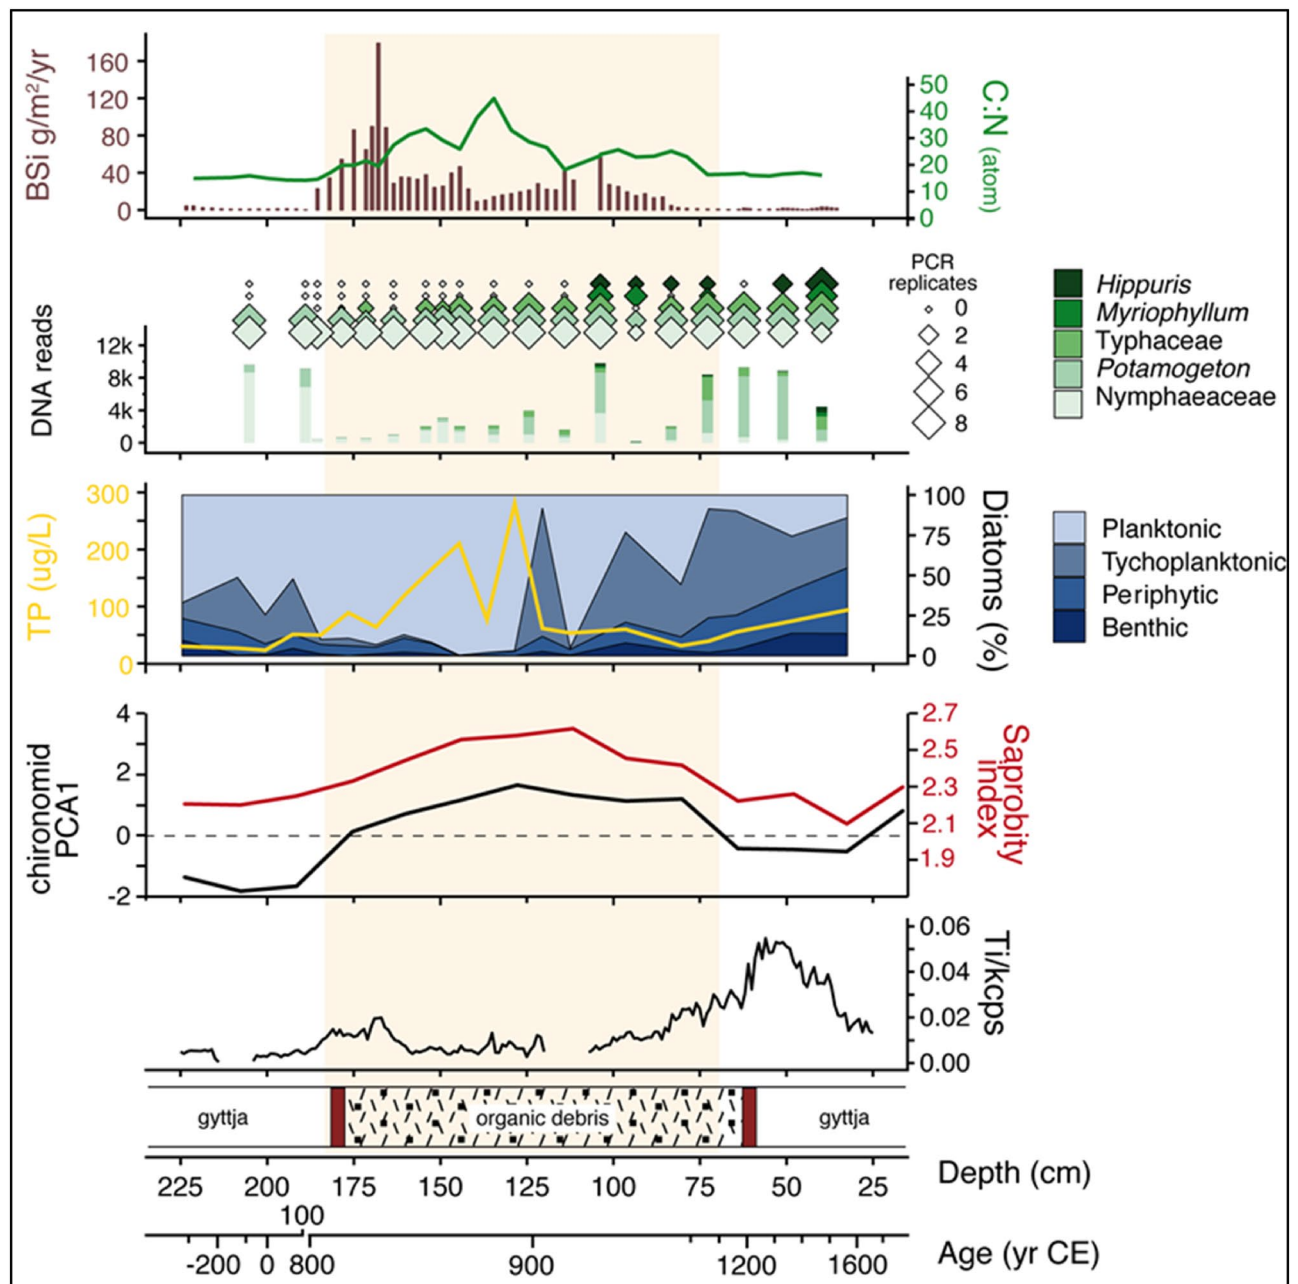 BSi g/m²/yr
160
120
80
40
0
50
40
30
20
10
0
C:N (atom)
DNA reads
12k
8k
4k
0
PCR
replicates
0
2
4
6
8
Hippuris
Myriophyllum
Typhaceae
Potamogeton
Nymphaeaceae
TP (ug/L)
300
200
100
0
100
75
50
25
0
Diatoms (%)
Planktonic
Tychoplanktonic
Periphytic
Benthic
chironomid
PCA1
4
2
0
-2
2.7
2.5
2.3
2.1
1.9
Saprobity
index
0.06
0.04
0.02
0.00
Ti/kcps
gyttja
organic debris
gyttja
225 200 175 150 125 100 75 50 25
Depth (cm)
100
-200 0 800 900 1200 1600
Age (yr CE)